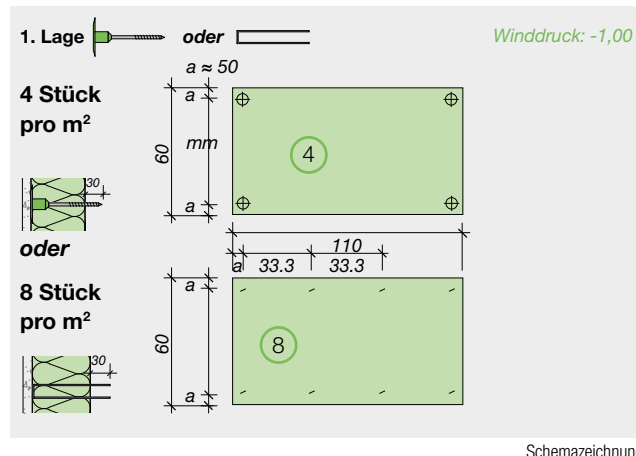 1. Lage oder
Winddruck: -1,00
a ≈ 50
4 Stück
pro m²
a
mm
60
4
a
30
oder
110
a 33.3 33.3
8 Stück
pro m²
a
60
8
a
30
Schemazeichnun